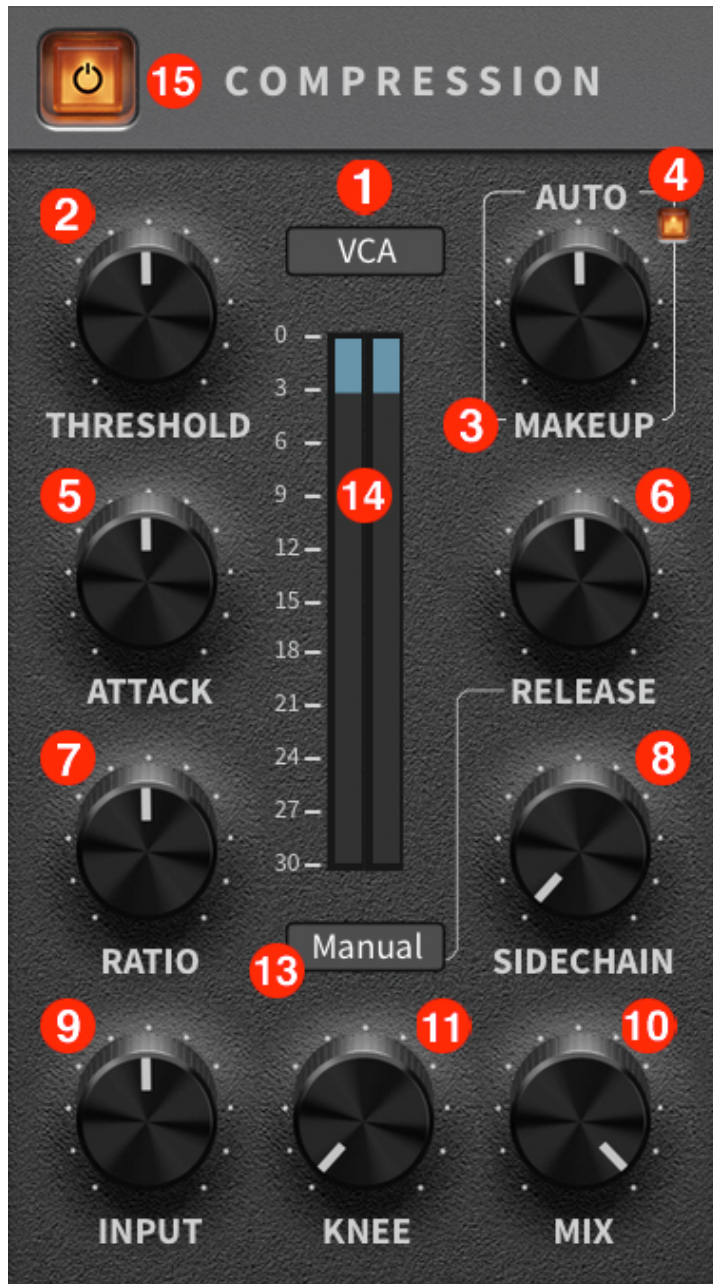 15 COMPRESSION
1
2
4
AUTO
VCA
0
3
THRESHOLD
3 MAKEUP
6
5
9
14
6
12
15
18
ATTACK
RELEASE
21
7
24
8
27
30
RATIO
Manual
13
SIDECHAIN
9
11
10
INPUT
KNEE
MIX